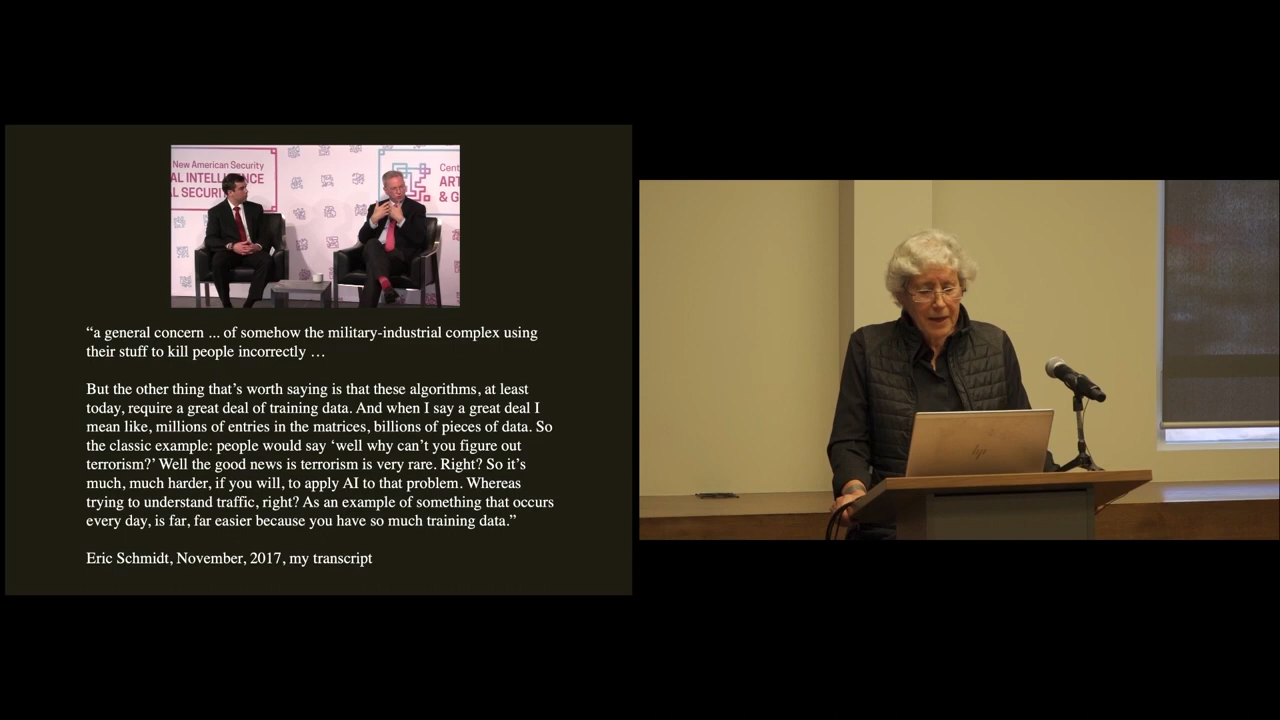 New American Security
AL INTELLIGENCE
L SECURI
Cent
ART
& G
“a general concern ... of somehow the military-industrial complex using
their stuff to kill people incorrectly …
But the other thing that’s worth saying is that these algorithms, at least
today, require a great deal of training data. And when I say a great deal I
mean like, millions of entries in the matrices, billions of pieces of data. So
the classic example: people would say ‘well why can’t you figure out
terrorism?’ Well the good news is terrorism is very rare. Right? So it’s
much, much harder, if you will, to apply AI to that problem. Whereas
trying to understand traffic, right? As an example of something that occurs
every day, is far, far easier because you have so much training data.”
Eric Schmidt, November, 2017, my transcript
hp